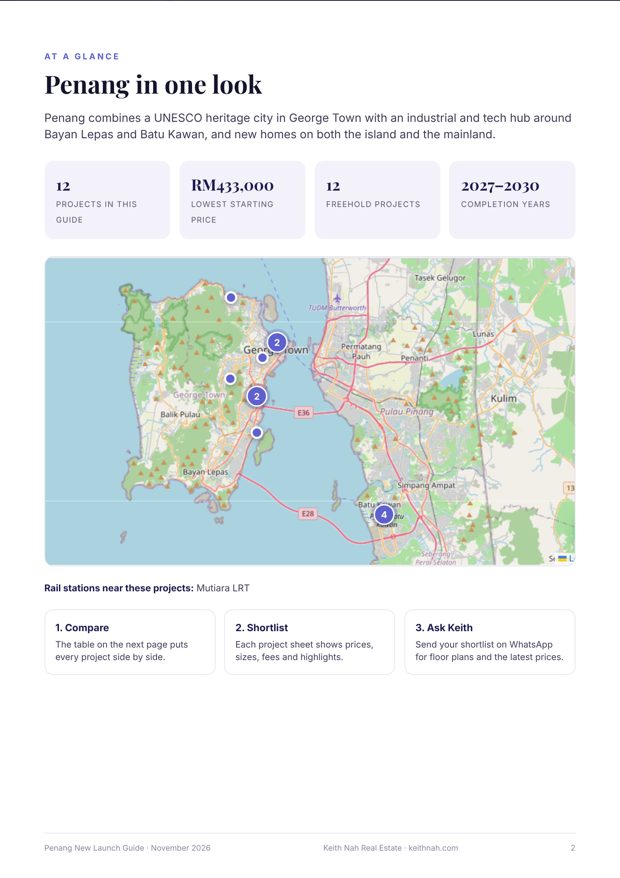 AT A GLANCE
Penang in one look
Penang combines a UNESCO heritage city in George Town with an industrial and tech hub around
Bayan Lepas and Batu Kawan, and new homes on both the island and the mainland.
12
PROJECTS IN THIS
GUIDE
RM433,000
LOWEST STARTING
PRICE
12
FREEHOLD PROJECTS
2027–2030
COMPLETION YEARS
Tasek Gelugor
TUDM Butterworth
Lunas
2
Permatang
Pauh
Penanti
George Town
Kulim
2
E36
Pulau Pinang
Balik Pulau
Bayan Lepas
Simpang Ampat
13
Batu
4
E28
Seberang
Perai Selatan
Rail stations near these projects: Mutiara LRT
1. Compare
The table on the next page puts
every project side by side.
2. Shortlist
Each project sheet shows prices,
sizes, fees and highlights.
3. Ask Keith
Send your shortlist on WhatsApp
for floor plans and the latest prices.
Penang New Launch Guide · November 2026
Keith Nah Real Estate · keithnah.com
2